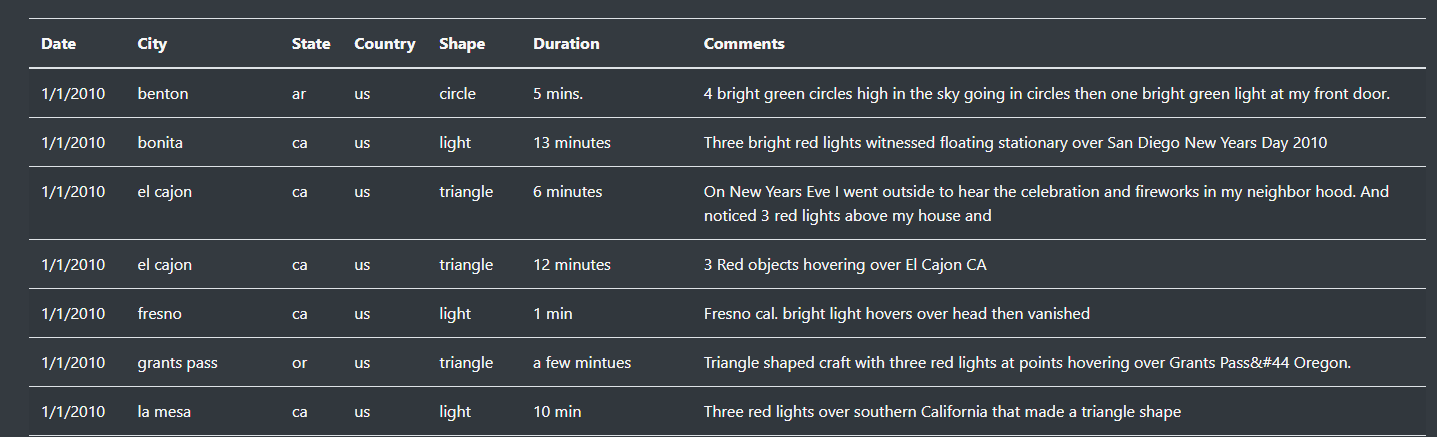 Date City State Country Shape Duration Comments
1/1/2010 benton ar us circle 5 mins. 4 bright green circles high in the sky going in circles then one bright green light at my front door.
1/1/2010 bonita ca us light 13 minutes Three bright red lights witnessed floating stationary over San Diego New Years Day 2010
1/1/2010 el cajon ca us triangle 6 minutes On New Years Eve I went outside to hear the celebration and fireworks in my neighbor hood. And
noticed 3 red lights above my house and
1/1/2010 el cajon ca us triangle 12 minutes 3 Red objects hovering over El Cajon CA
1/1/2010 fresno ca us light 1 min Fresno cal. bright light hovers over head then vanished
1/1/2010 grants pass or us triangle a few mintues Triangle shaped craft with three red lights at points hovering over Grants Pass&#44 Oregon.
1/1/2010 la mesa ca us light 10 min Three red lights over southern California that made a triangle shape